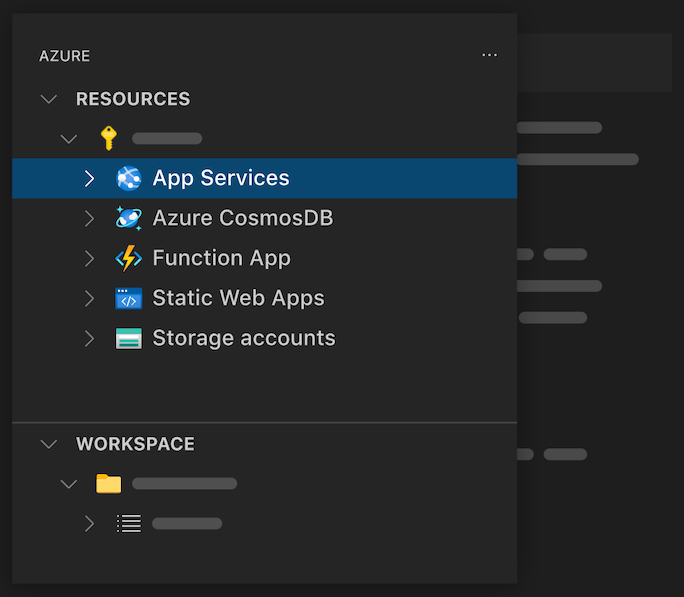 AZURE
RESOURCES
App Services
Azure CosmosDB
Function App
Static Web Apps
Storage accounts
WORKSPACE